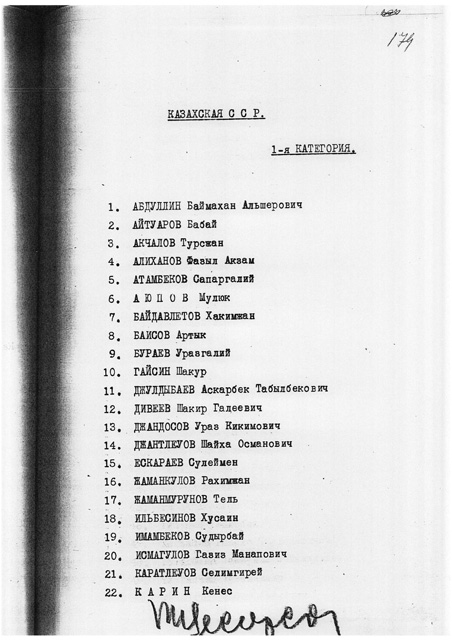 174
КАЗАХСКАЯ С С Р.
1-я КАТЕГОРИЯ.
1. АБДУЛЛИН Баймахан Альшерович
2. АЙТУАРОВ Бабай
3. АКЧАЛОВ Турсжан
4. АЛИХАНОВ Фазыл Акзам
5. АТАМБЕКОВ Сапаргалий
6. А Ю П О В Мулюк
7. БАЙДАВЛЕТОВ Хакимжан
8. БАИСОВ Артык
9. БУРАЕВ Уразгалий
10. ГАЙСИН Шакур
11. ДЖУЛДЫБАЕВ Аскарбек Табылбекович
12. ДИВЕЕВ Шакир Гадеевич
13. ДЖАНДОСОВ Ураз Кикимович
14. ДЖАНТЛЕУОВ Шайха Османович
15. ЕСКАРАЕВ Сулеймен
16. ЖАМАНКУЛОВ Рахимжан
17. ЖАМАНМУРУНОВ Тель
18. ИЛЬБЕСИНОВ Хусаин
19. ИМАМБЕКОВ Судырбай
20. ИСМАГУЛОВ Газиз Манапович
21. КАРАТЛЕУОВ Селимгирей
22. К А Р И Н Кенес